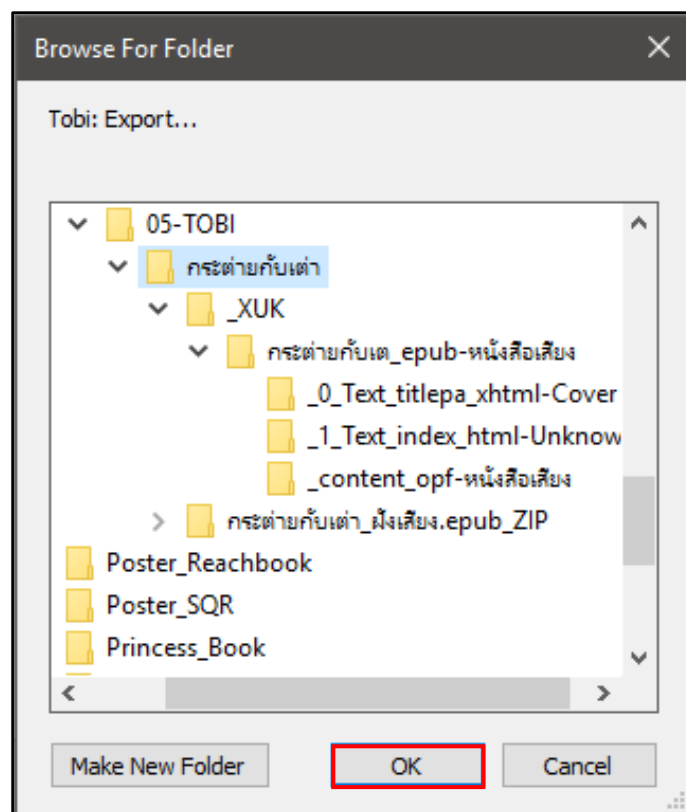 Browse For Folder
Tobi: Export...
05-TOBI
กระต่ายกับเต่า
_XUK
กระต่ายกับเต_epub-หนังสือเสียง
_0_Text_titlepa_xhtml-Cover
_1_Text_index_html-Unknow
_content_opf-หนังสือเสียง
กระต่ายกับเต่า_ฝังเสียง.epub_ZIP
Poster_Reachbook
Poster_SQR
Princess_Book
Make New Folder OK Cancel